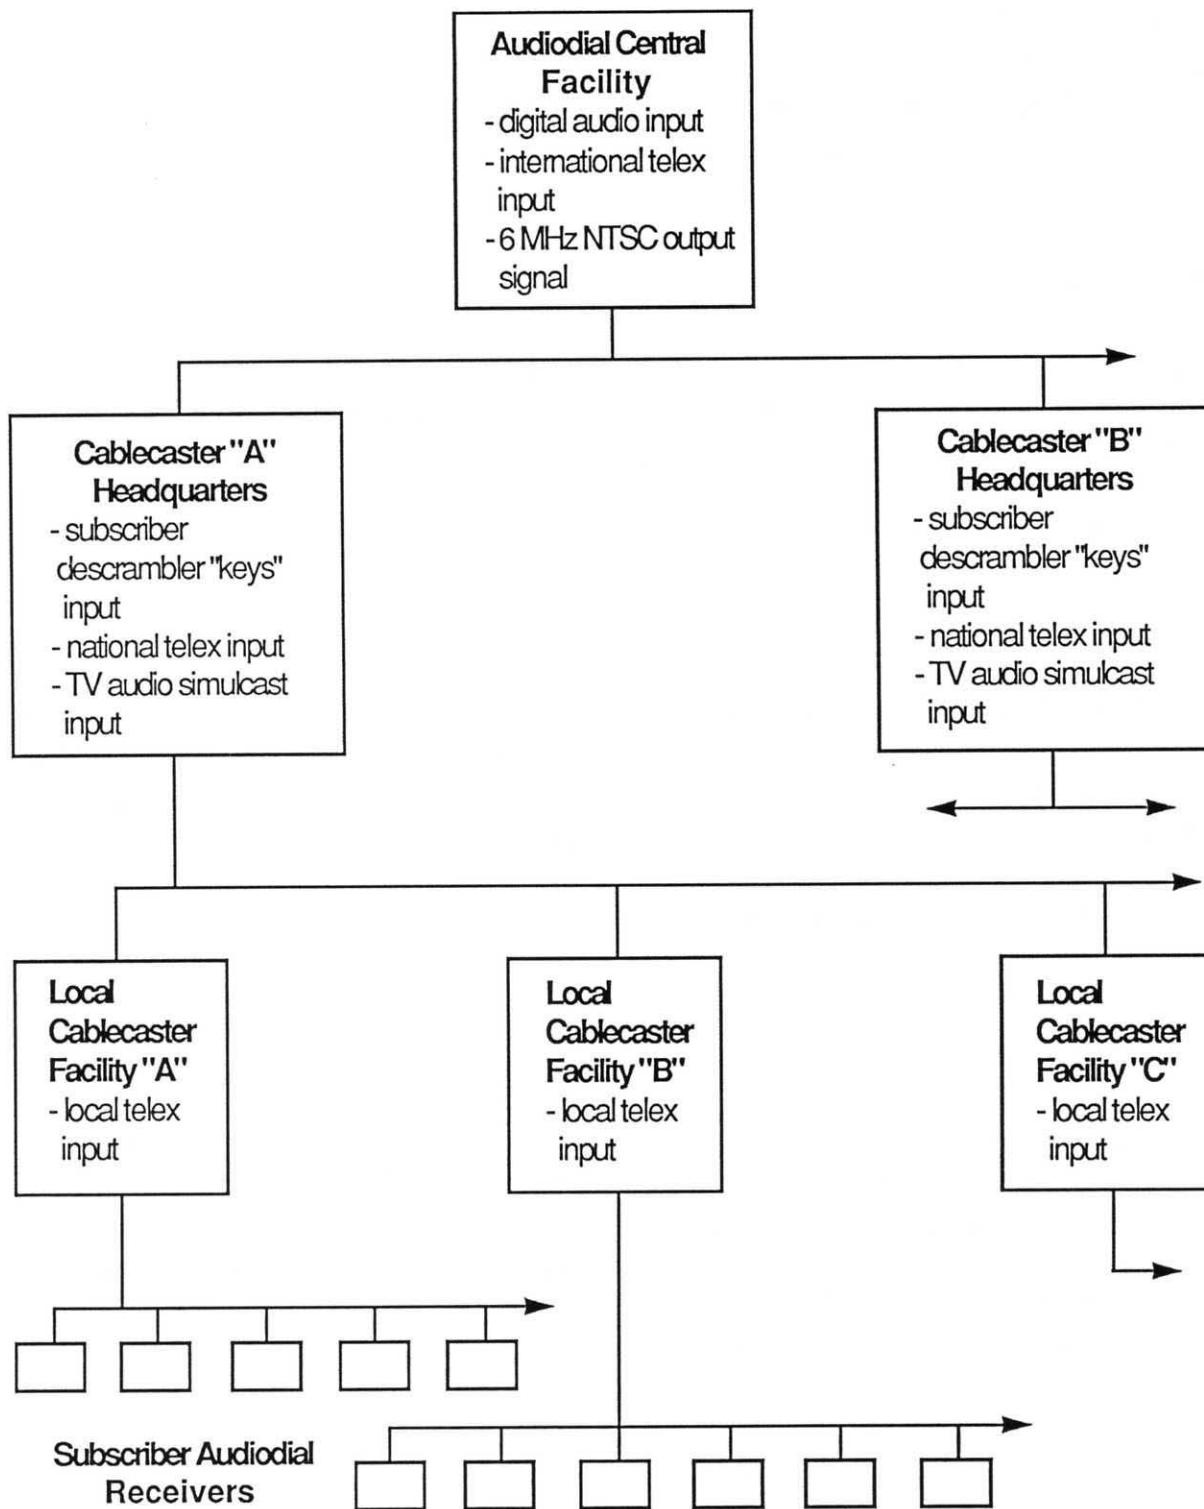 Audiodial Central
Facility
- digital audio input
- international telex
input
- 6 MHz NTSC output
signal
Cablecaster "A"
Headquarters
- subscriber
descrambler "keys"
input
- national telex input
- TV audio simulcast
input
Cablecaster "B"
Headquarters
- subscriber
descrambler "keys"
input
- national telex input
- TV audio simulcast
input
Local
Cablecaster
Facility "A"
- local telex
input
Local
Cablecaster
Facility "B"
- local telex
input
Local
Cablecaster
Facility "C"
- local telex
input
Subscriber Audiodial
Receivers